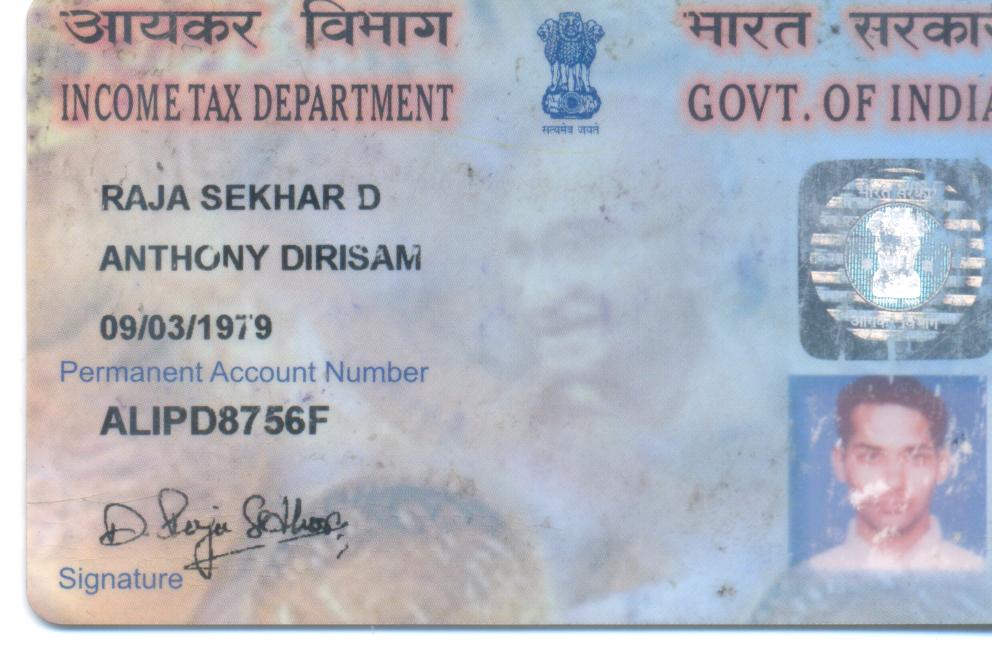 आयकर विभाग
INCOME TAX DEPARTMENT
सत्यमेव जयते
भारत सरकार
GOVT. OF INDIA
RAJA SEKHAR D
ANTHONY DIRISAM
09/03/1979
Permanent Account Number
ALIPD8756F
D. Raja Sekhar
Signature
भारत सरकार
आयकर विभाग